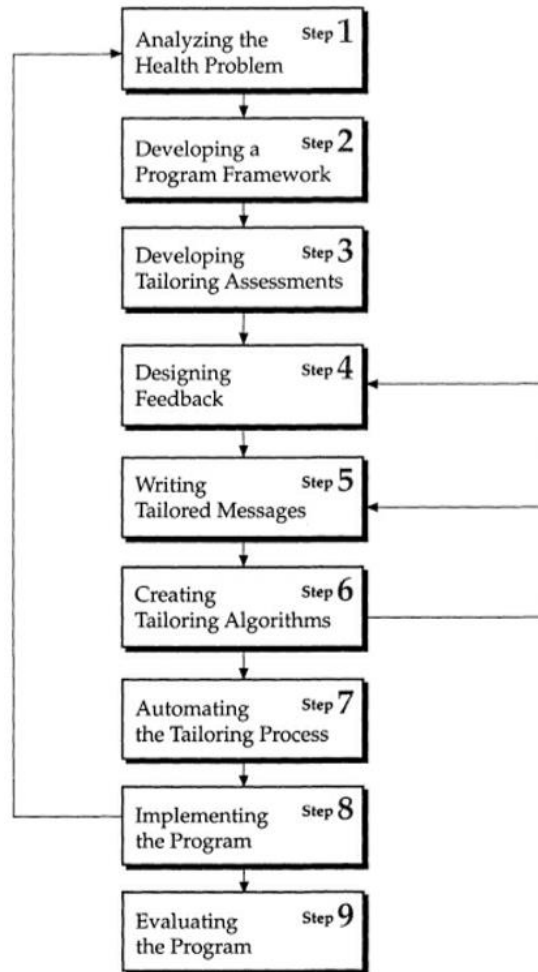 Analyzing the Step 1
Health Problem
Step 2
Developing a
Program Framework
Developing Step 3
Tailoring Assessments
Designing Step 4
Feedback
Writing Step 5
Tailored Messages
Creating Step 6
Tailoring Algorithms
Automating Step 7
the Tailoring Process
Implementing Step 8
the Program
Evaluating Step 9
the Program